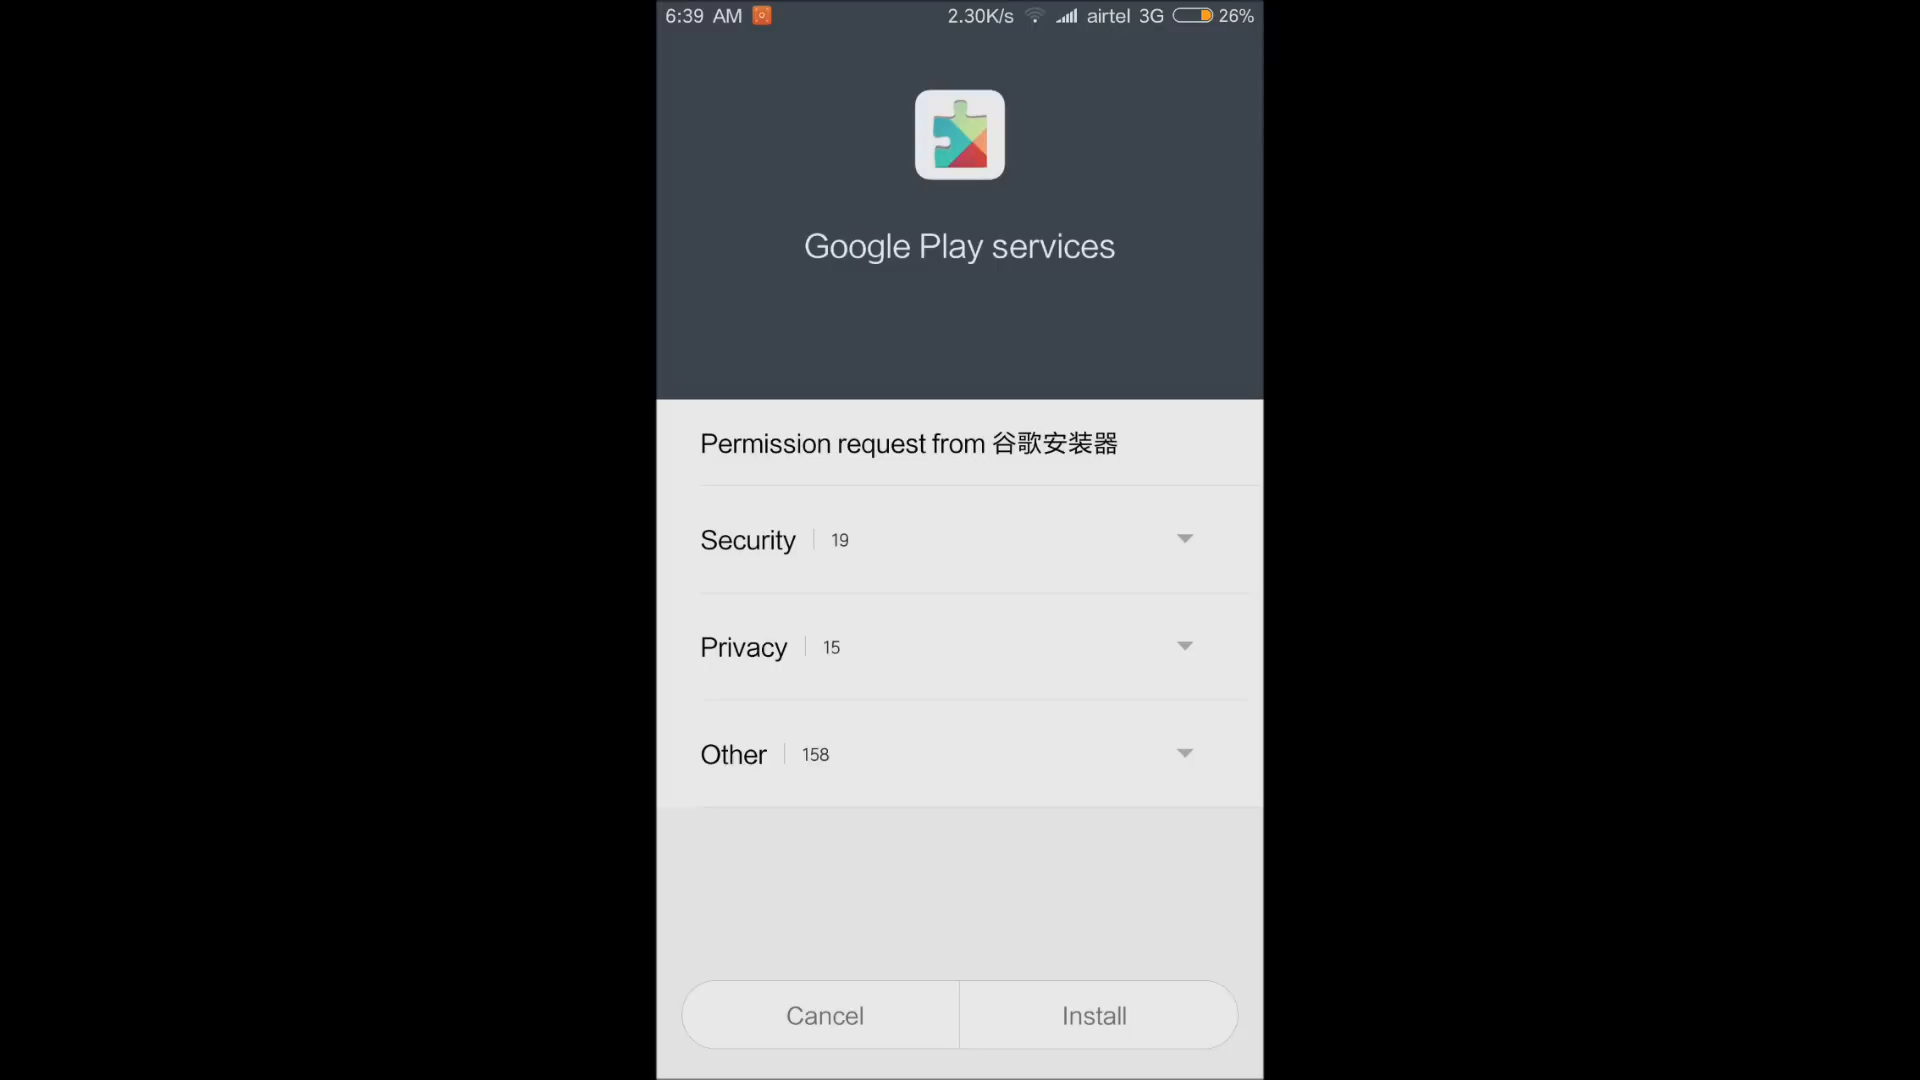 6:39 AM 2.30K/s airtel 3G 26%
Google Play services
Permission request from 谷歌安装器
Security 19
Privacy 15
Other 158
Cancel Install